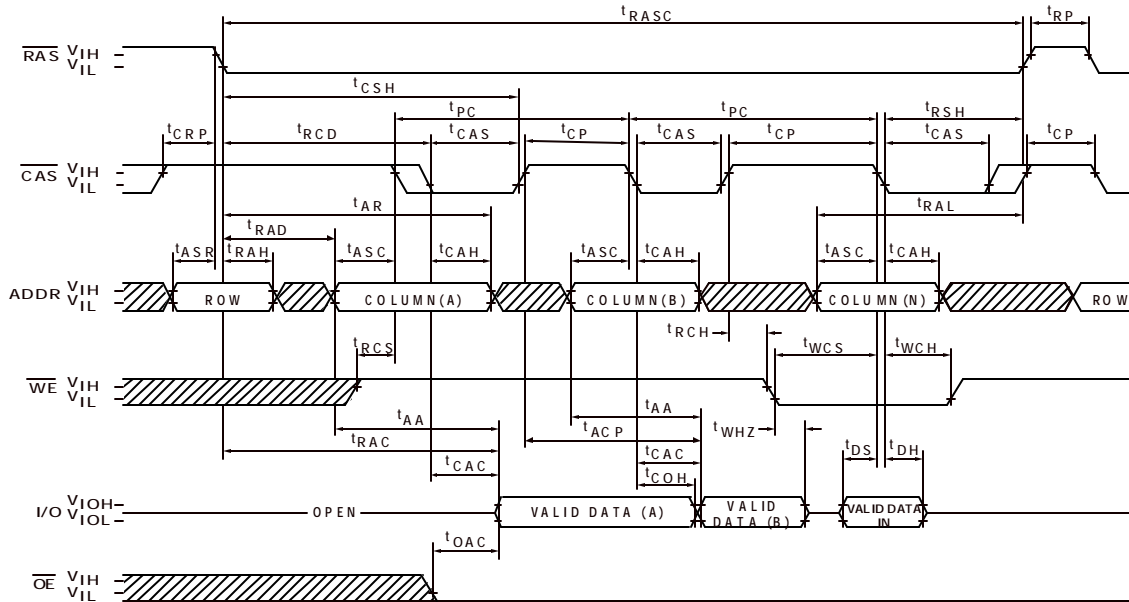 tRASC tRP
RAS VIH
VIL
tCSH
tPC tPC tRSH
tCRP tRCD tCAS tCP tCAS tCP tCAS tCP
CAS VIH
VIL
tAR tRAL
tRAD
tASR tRAH tASC tCAH tASC tCAH tASC tCAH
ADDR VIH
VIL
ROW COLUMN(A) COLUMN(B) COLUMN(N) ROW
tRCH
tRCS tWCS tWCH
WE VIH
VIL
tAA tAA
tRAC tACP tWHZ
tCAC tCAC tDS tDH
tCOH
I/O VIOH
VIOL
OPEN VALID DATA (A) VALID DATA (B) VALID DATA IN
tOAC
OE VIH
VIL